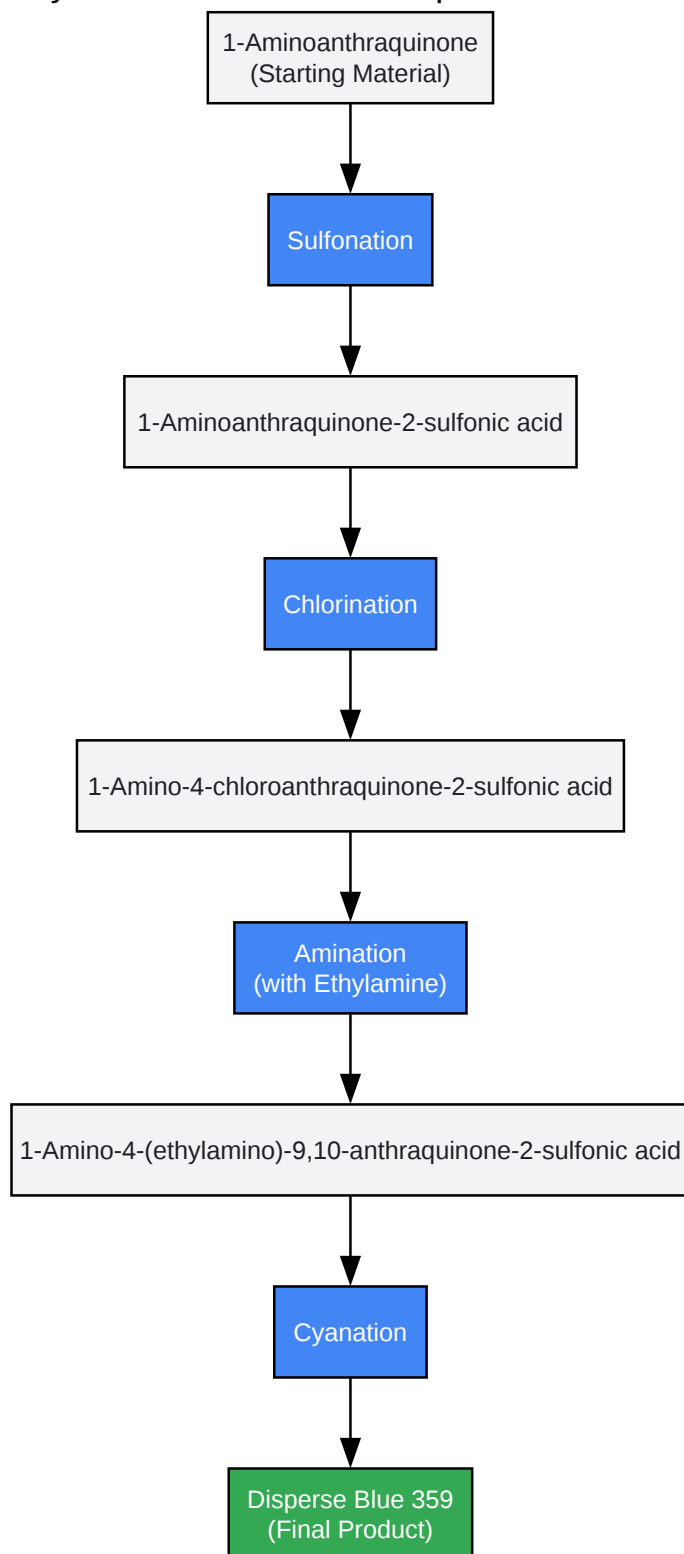 1-Aminoanthraquinone
(Starting Material)
Sulfonation
1-Aminoanthraquinone-2-sulfonic acid
Chlorination
1-Amino-4-chloroanthraquinone-2-sulfonic acid
Amination
(with Ethylamine)
1-Amino-4-(ethylamino)-9,10-anthraquinone-2-sulfonic acid
Cyanation
Disperse Blue 359
(Final Product)